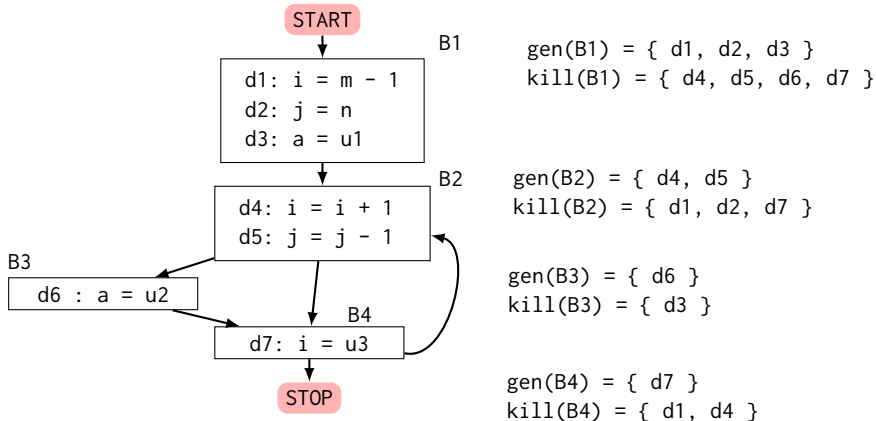 START
B1
d1: i = m - 1
d2: j = n
d3: a = u1
gen(B1) = { d1, d2, d3 }
kill(B1) = { d4, d5, d6, d7 }
B2
d4: i = i + 1
d5: j = j - 1
gen(B2) = { d4, d5 }
kill(B2) = { d1, d2, d7 }
B3
d6 : a = u2
gen(B3) = { d6 }
kill(B3) = { d3 }
B4
d7: i = u3
STOP
gen(B4) = { d7 }
kill(B4) = { d1, d4 }